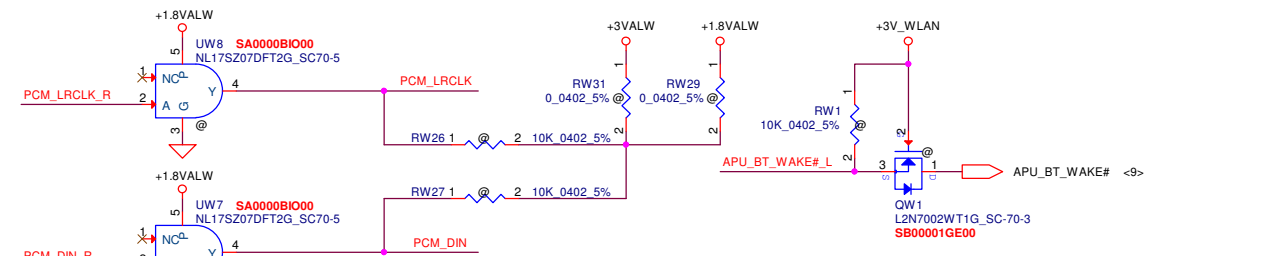 +1.8VALW
UW8 SA0000BIO00
NL17SZ07DFT2G_SC70-5
5
1
NC
P
2
A
G
Y
4
3
@
PCM_LRCLK_R
PCM_LRCLK
RW26 1 @ 2 10K_0402_5%
RW27 1 @ 2 10K_0402_5%
+3VALW
1
RW31
0_0402_5% @
2
+1.8VALW
1
RW29
0_0402_5% @
2
+3V_WLAN
1
RW1
10K_0402_5% @
2
2
G
@
APU_BT_WAKE#_L
3
S
1
D
APU_BT_WAKE# <9>
QW1
L2N7002WT1G_SC-70-3
SB00001GE00
+1.8VALW
UW7 SA0000BIO00
NL17SZ07DFT2G_SC70-5
5
1
NC
P
Y
4
PCM_DIN
PCM_DIN_R